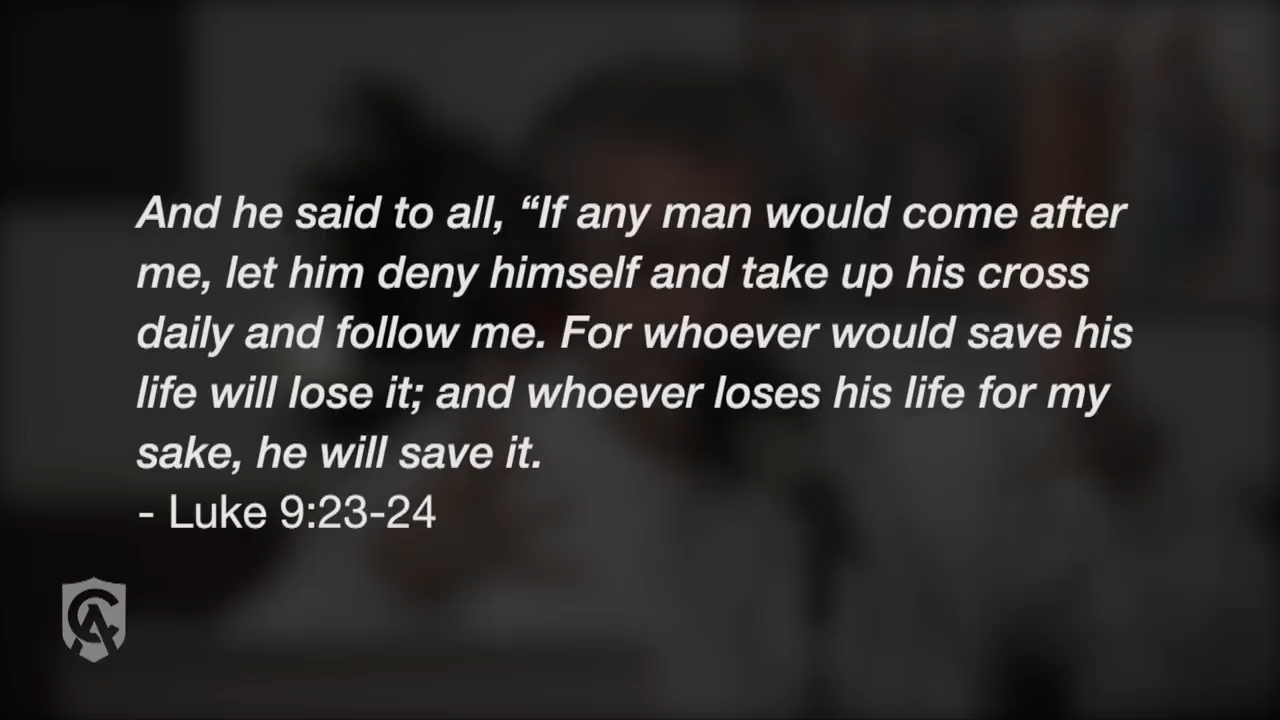 And he said to all, “If any man would come after
me, let him deny himself and take up his cross
daily and follow me. For whoever would save his
life will lose it; and whoever loses his life for my
sake, he will save it.
- Luke 9:23-24
CA